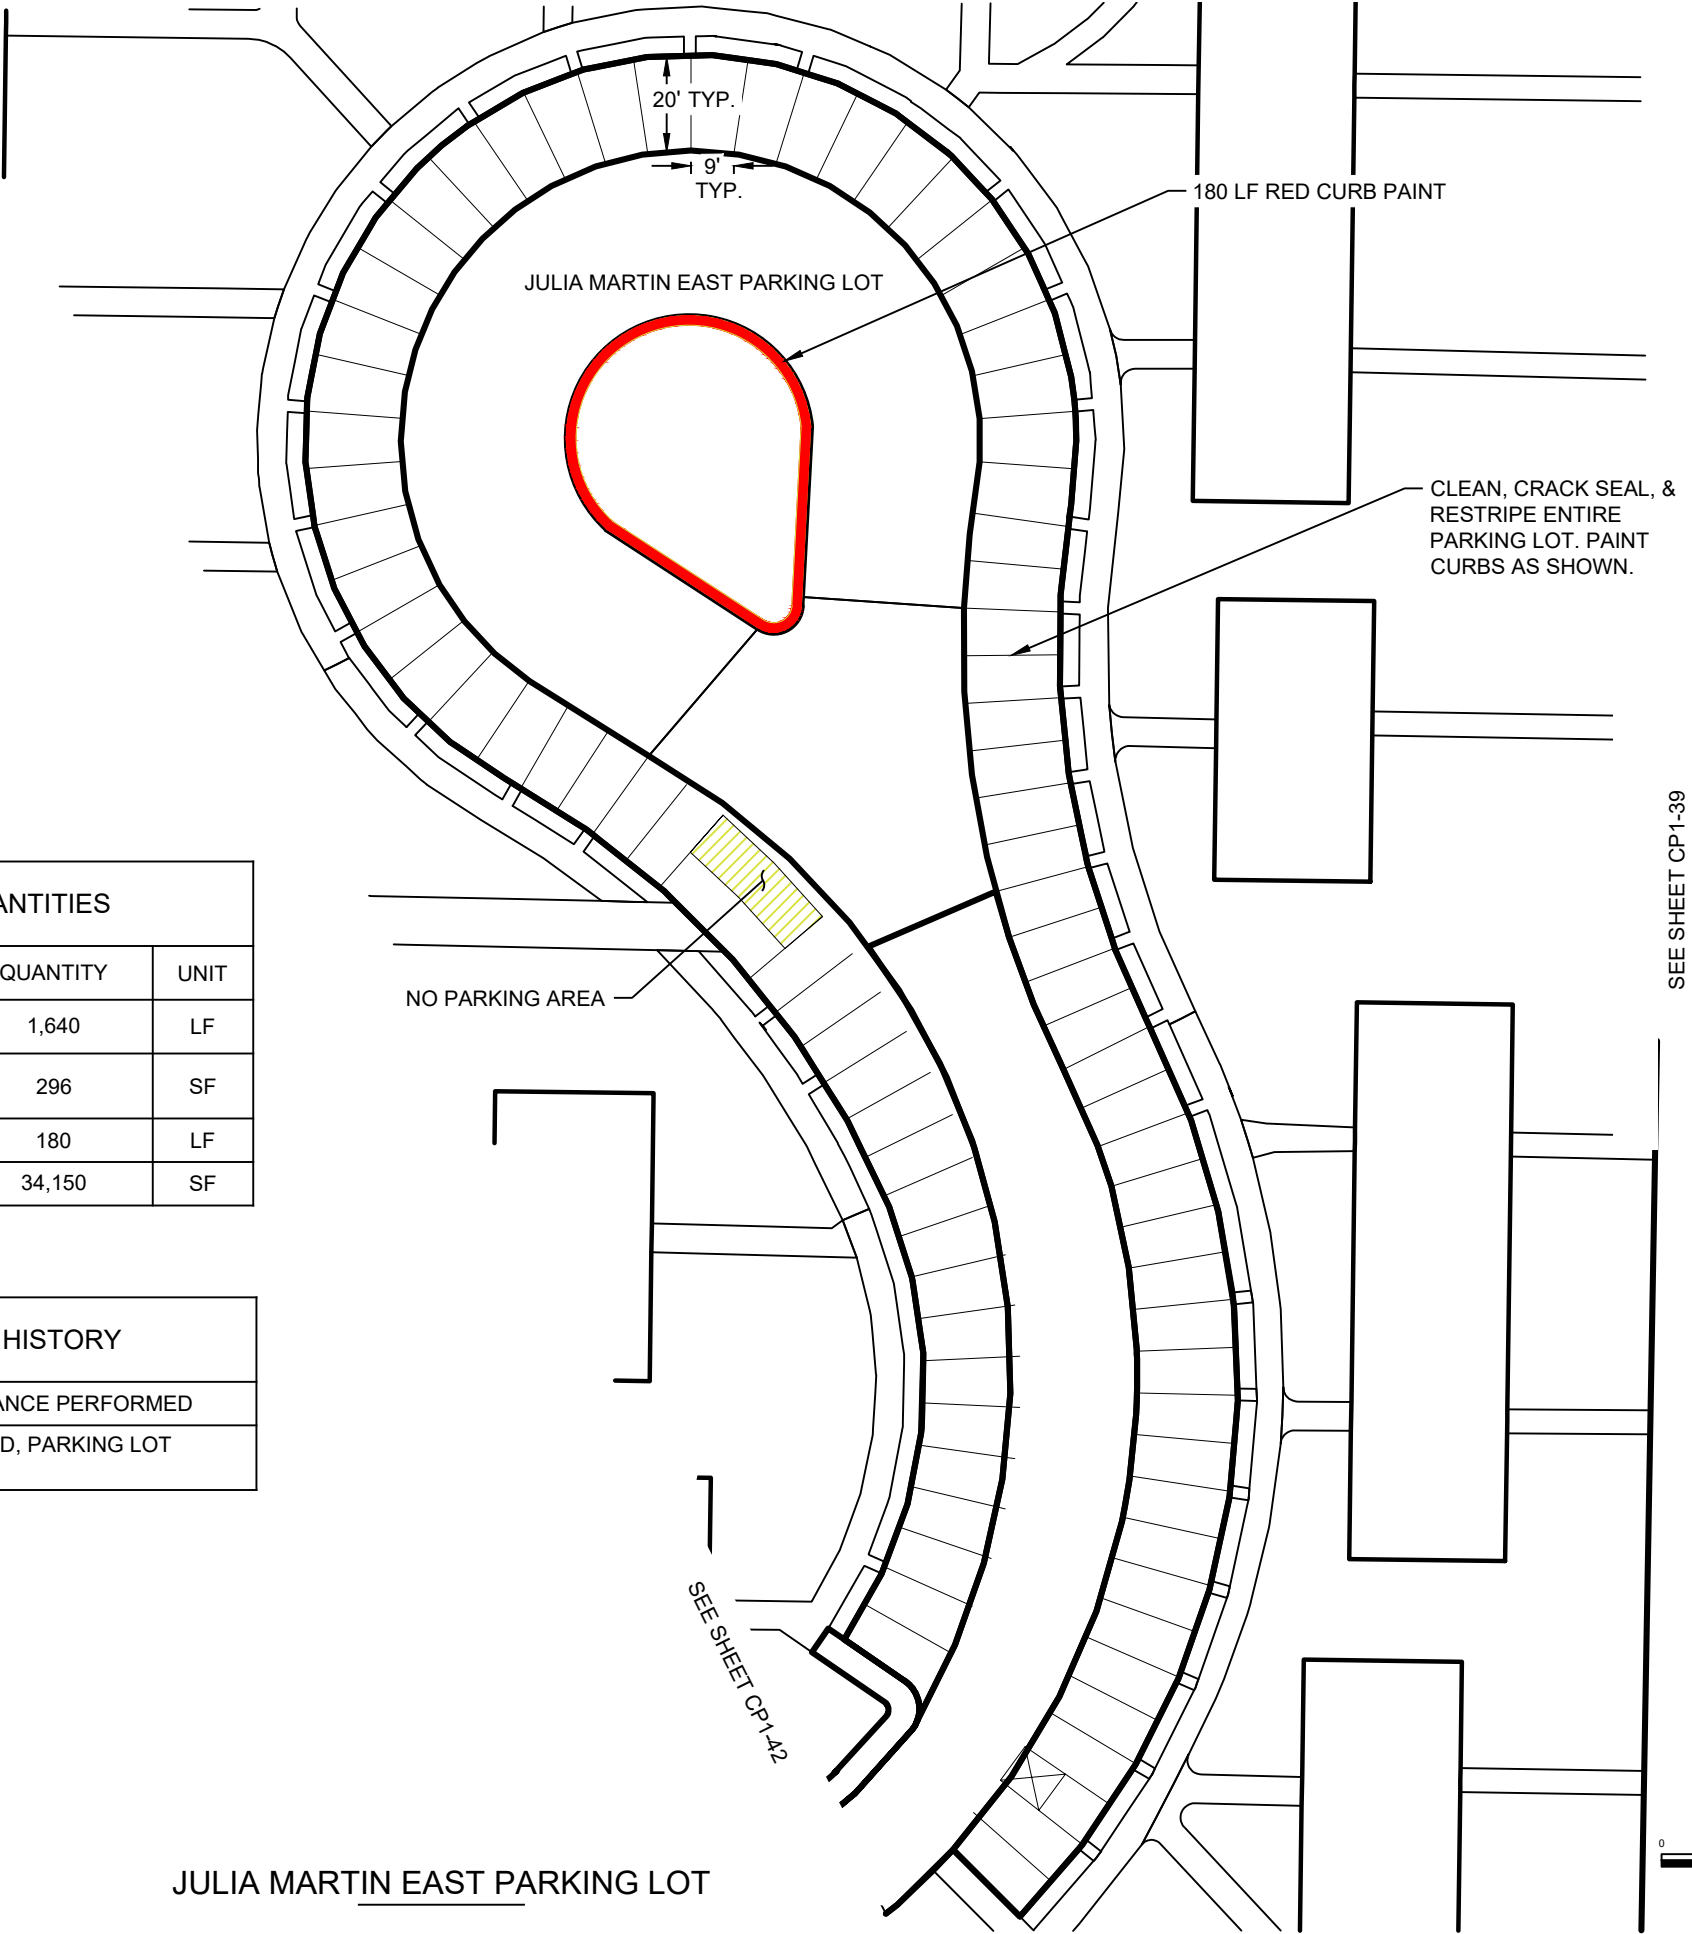 20' TYP.
9'
TYP.
180 LF RED CURB PAINT
JULIA MARTIN EAST PARKING LOT
CLEAN, CRACK SEAL, &
RESTRIPE ENTIRE
PARKING LOT. PAINT
CURBS AS SHOWN.
SEE SHEET CP1-39
ANTITIES
QUANTITY UNIT
1,640 LF
296 SF
180 LF
34,150 SF
NO PARKING AREA
HISTORY
ANCE PERFORMED
D, PARKING LOT
SEE SHEET CP1-42
0
JULIA MARTIN EAST PARKING LOT